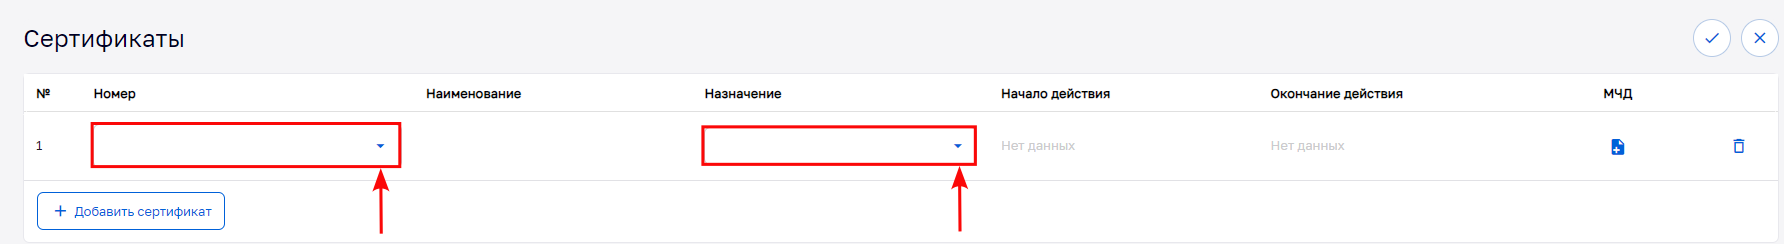 Сертификаты
№ Номер Наименование Назначение Начало действия Окончание действия МЧД
1 Нет данных Нет данных
Добавить сертификат